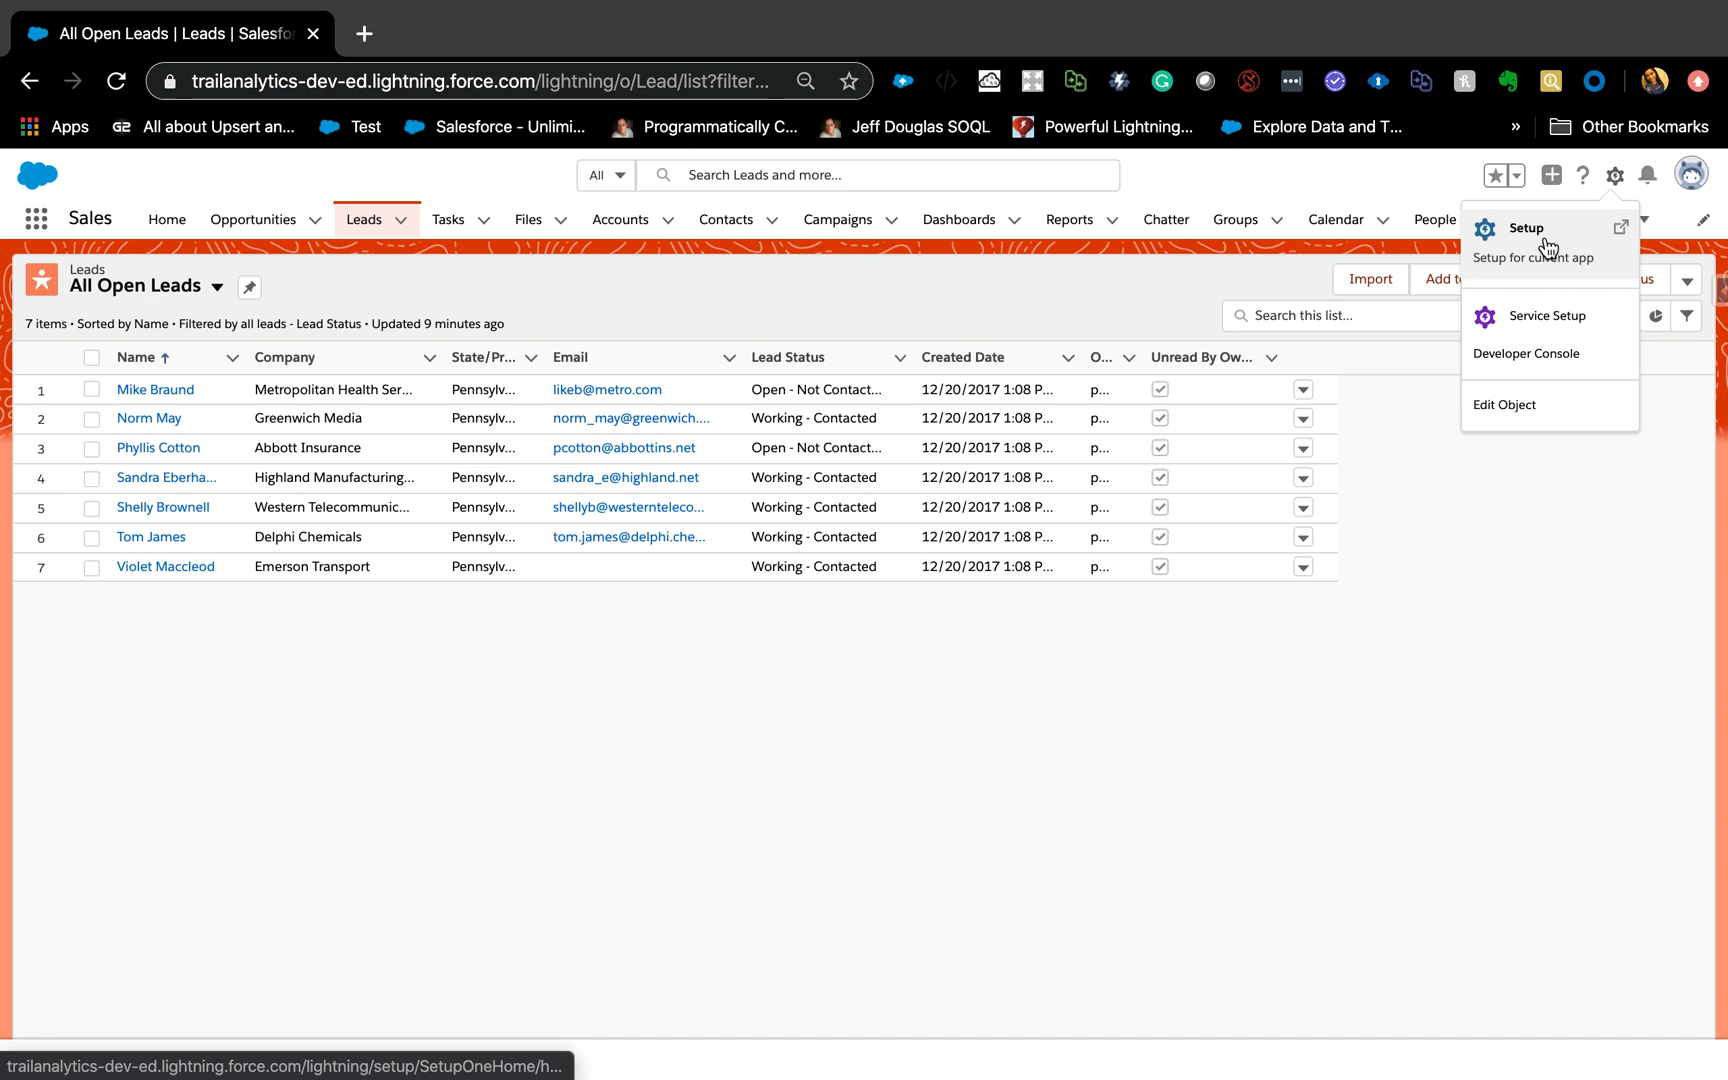 All Open Leads | Leads | Salesfo
trailanalytics-dev-ed.lightning.force.com/lightning/o/Lead/list?filter...
Apps G2 All about Upsert an... Test Salesforce - Unlimi... Programmatically C... Jeff Douglas SOQL Powerful Lightning... Explore Data and T... » Other Bookmarks
All Search Leads and more...
Sales Home Opportunities Leads Tasks Files Accounts Contacts Campaigns Dashboards Reports Chatter Groups Calendar People
Setup
Setup for current app
Service Setup
Developer Console
Edit Object
Leads
All Open Leads
Import Add to us
7 items • Sorted by Name • Filtered by all leads - Lead Status • Updated 9 minutes ago
Search this list...
Name ↑ Company State/Pr... Email Lead Status Created Date O... Unread By Ow...
1 Mike Braund Metropolitan Health Ser... Pennsylv... likeb@metro.com Open - Not Contact... 12/20/2017 1:08 P... p...
2 Norm May Greenwich Media Pennsylv... norm_may@greenwich.... Working - Contacted 12/20/2017 1:08 P... p...
3 Phyllis Cotton Abbott Insurance Pennsylv... pcotton@abbottins.net Open - Not Contact... 12/20/2017 1:08 P... p...
4 Sandra Eberha... Highland Manufacturing... Pennsylv... sandra_e@highland.net Working - Contacted 12/20/2017 1:08 P... p...
5 Shelly Brownell Western Telecommunic... Pennsylv... shellyb@westernteleco... Working - Contacted 12/20/2017 1:08 P... p...
6 Tom James Delphi Chemicals Pennsylv... tom.james@delphi.che... Working - Contacted 12/20/2017 1:08 P... p...
7 Violet Maccleod Emerson Transport Pennsylv... Working - Contacted 12/20/2017 1:08 P... p...
trailanalytics-dev-ed.lightning.force.com/lightning/setup/SetupOneHome/h...